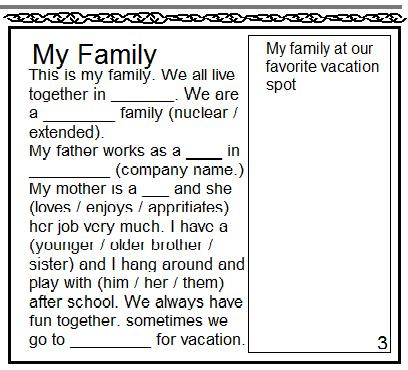 My Family
This is my family. We all live
together in _______. We are
a ________ family (nuclear /
extended).
My father works as a ____ in
_________ (company name.)
My mother is a ___ and she
(loves / enjoys / appritiates)
her job very much. I have a
(younger / older brother /
sister) and I hang around and
play with (him / her / them)
after school. We always have
fun together. sometimes we
go to _________ for vacation.
My family at our
favorite vacation
spot
3